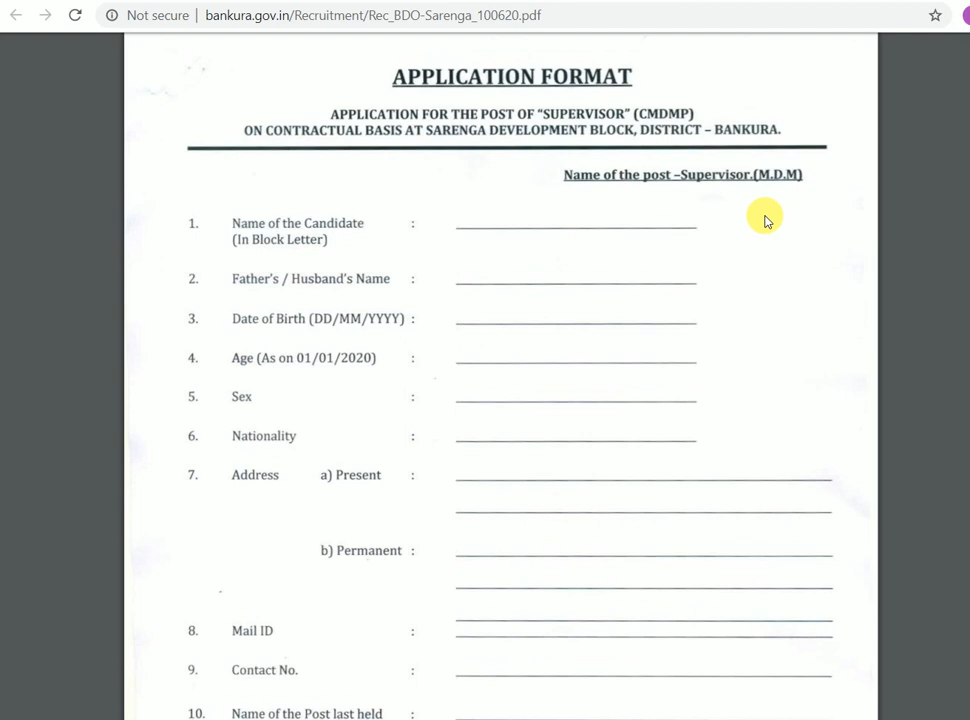 Not secure | bankura.gov.in/Recruitment/Rec_BDO-Sarenga_100620.pdf
APPLICATION FORMAT
APPLICATION FOR THE POST OF “SUPERVISOR” (CMDMP)
ON CONTRACTUAL BASIS AT SARENGA DEVELOPMENT BLOCK, DISTRICT – BANKURA.
Name of the post –Supervisor.(M.D.M)
1. Name of the Candidate :
(In Block Letter)
2. Father's / Husband's Name :
3. Date of Birth (DD/MM/YYYY) :
4. Age (As on 01/01/2020) :
5. Sex :
6. Nationality :
7. Address a) Present :
b) Permanent :
8. Mail ID :
9. Contact No. :
10. Name of the Post last held :